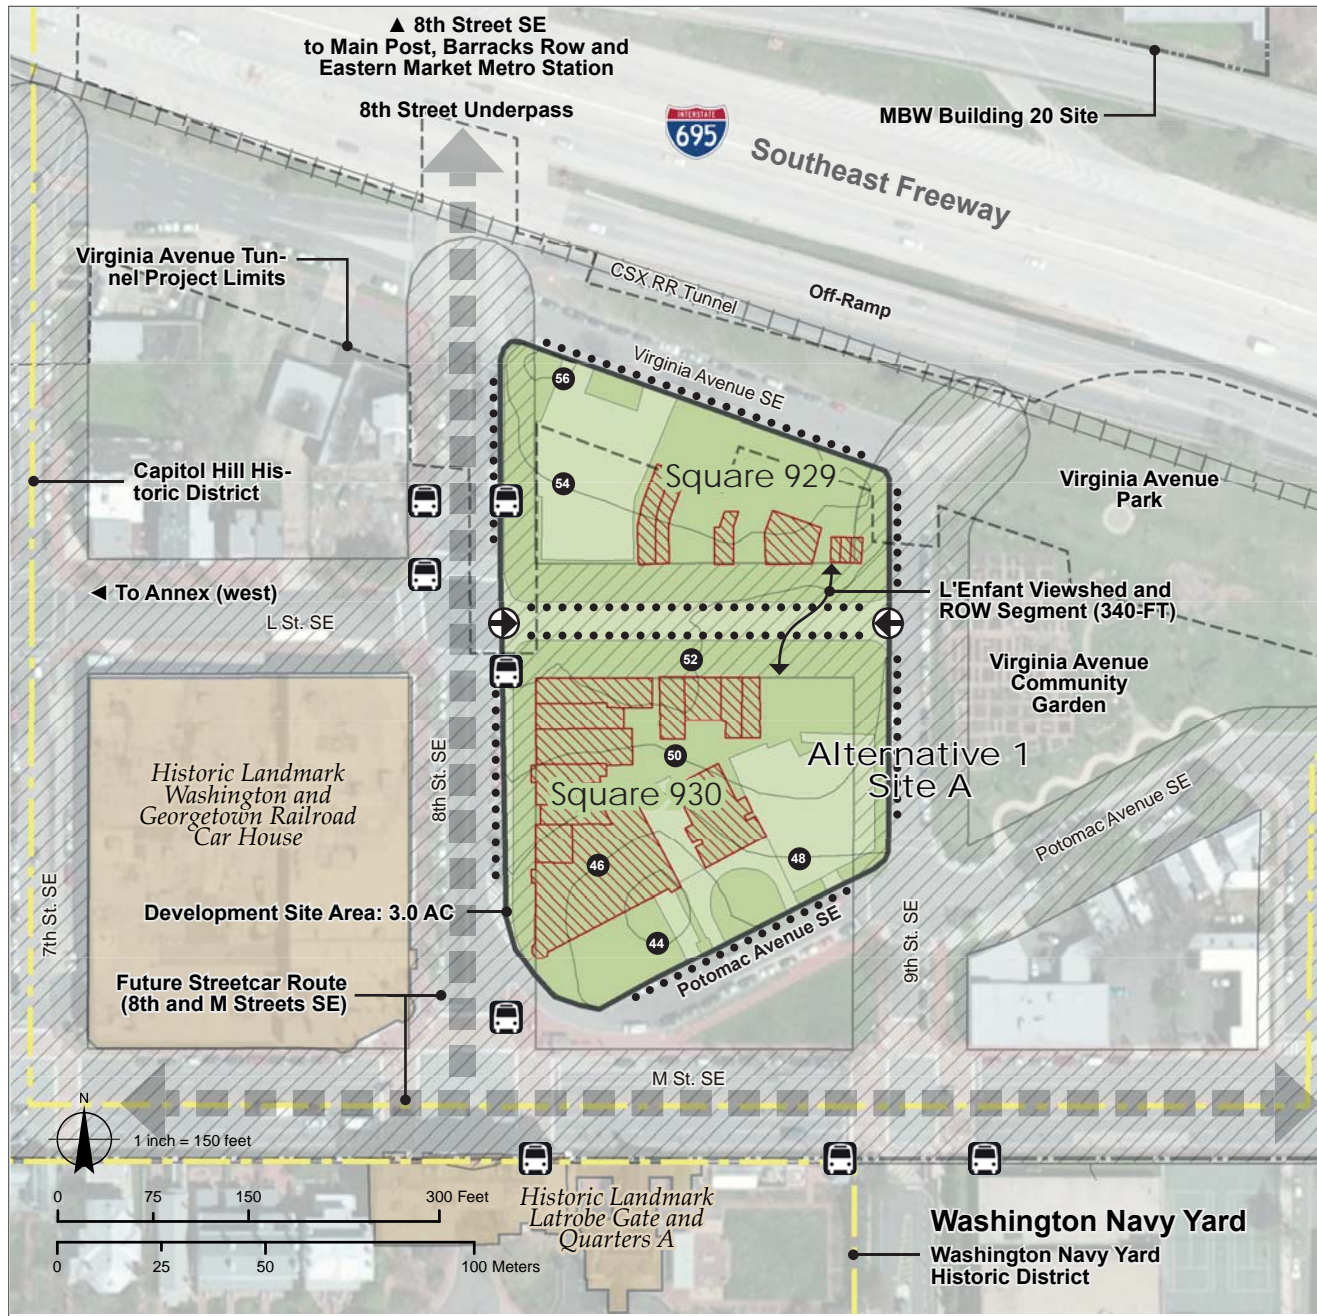 ▲ 8th Street SE
to Main Post, Barracks Row and
Eastern Market Metro Station
8th Street Underpass
INTERSTATE
695
MBW Building 20 Site
Southeast Freeway
Virginia Avenue Tun-
nel Project Limits
CSX RR Tunnel
Off-Ramp
Virginia Avenue SE
56
Capitol Hill His-
toric District
54
Square 929
Virginia Avenue
Park
◄ To Annex (west)
L St. SE
L'Enfant Viewshed and
ROW Segment (340-FT)
52
Virginia Avenue
Community
Garden
8th St. SE
50
Alternative 1
Site A
Historic Landmark
Washington and
Georgetown Railroad
Car House
Square 930
Potomac Avenue SE
46
48
7th St. SE
Development Site Area: 3.0 AC
44
Potomac Avenue SE
9th St. SE
Future Streetcar Route
(8th and M Streets SE)
M St. SE
N
1 inch = 150 feet
0 75 150 300 Feet
0 25 50 100 Meters
Historic Landmark
Latrobe Gate and
Quarters A
Washington Navy Yard
Washington Navy Yard
Historic District